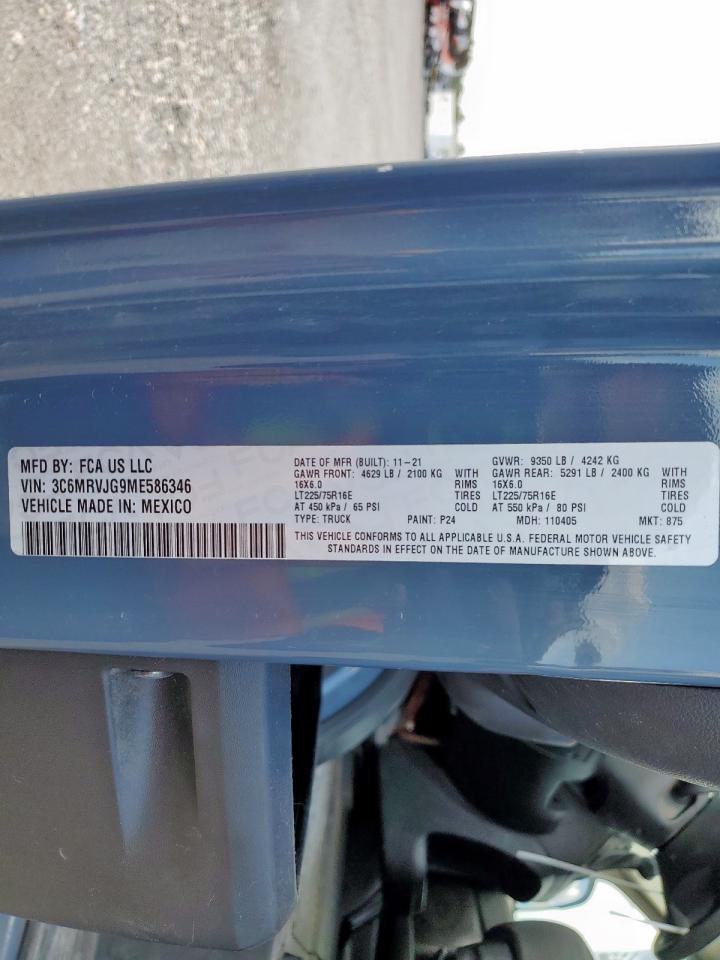 MFD BY: FCA US LLC
VIN: 3C6MRVJG9ME586346
VEHICLE MADE IN: MEXICO
DATE OF MFR (BUILT): 11-21
GVWR: 9350 LB / 4242 KG
GAWR FRONT: 4629 LB / 2100 KG WITH
GAWR REAR: 5291 LB / 2400 KG WITH
16X6.0 RIMS
16X6.0 RIMS
LT225/75R16E TIRES
LT225/75R16E TIRES
AT 450 kPa / 65 PSI COLD
AT 550 kPa / 80 PSI COLD
TYPE: TRUCK PAINT: P24 MDH: 110405 MKT: 875
THIS VEHICLE CONFORMS TO ALL APPLICABLE U.S.A. FEDERAL MOTOR VEHICLE SAFETY
STANDARDS IN EFFECT ON THE DATE OF MANUFACTURE SHOWN ABOVE.